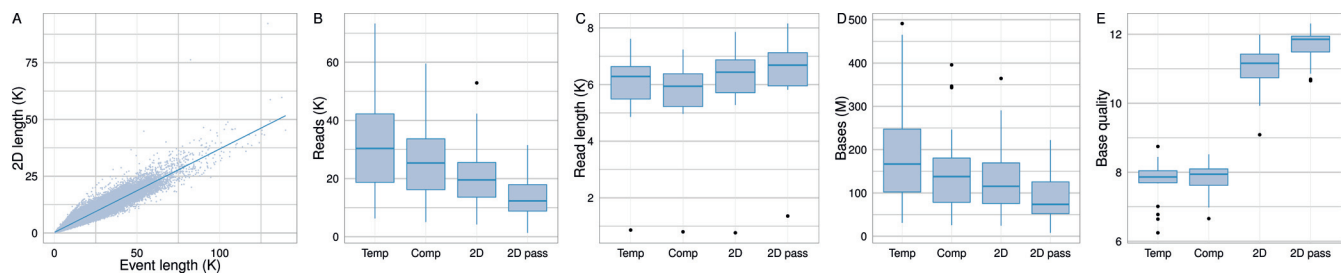 A
2D length (K)
75
50
25
0
0
50
100
Event length (K)
B
Reads (K)
60
40
20
0
Temp
Comp
2D
2D pass
C
Read length (K)
8
6
4
2
Temp
Comp
2D
2D pass
D
Bases (M)
500
400
300
200
100
0
Temp
Comp
2D
2D pass
E
Base quality
12
10
8
6
Temp
Comp
2D
2D pass